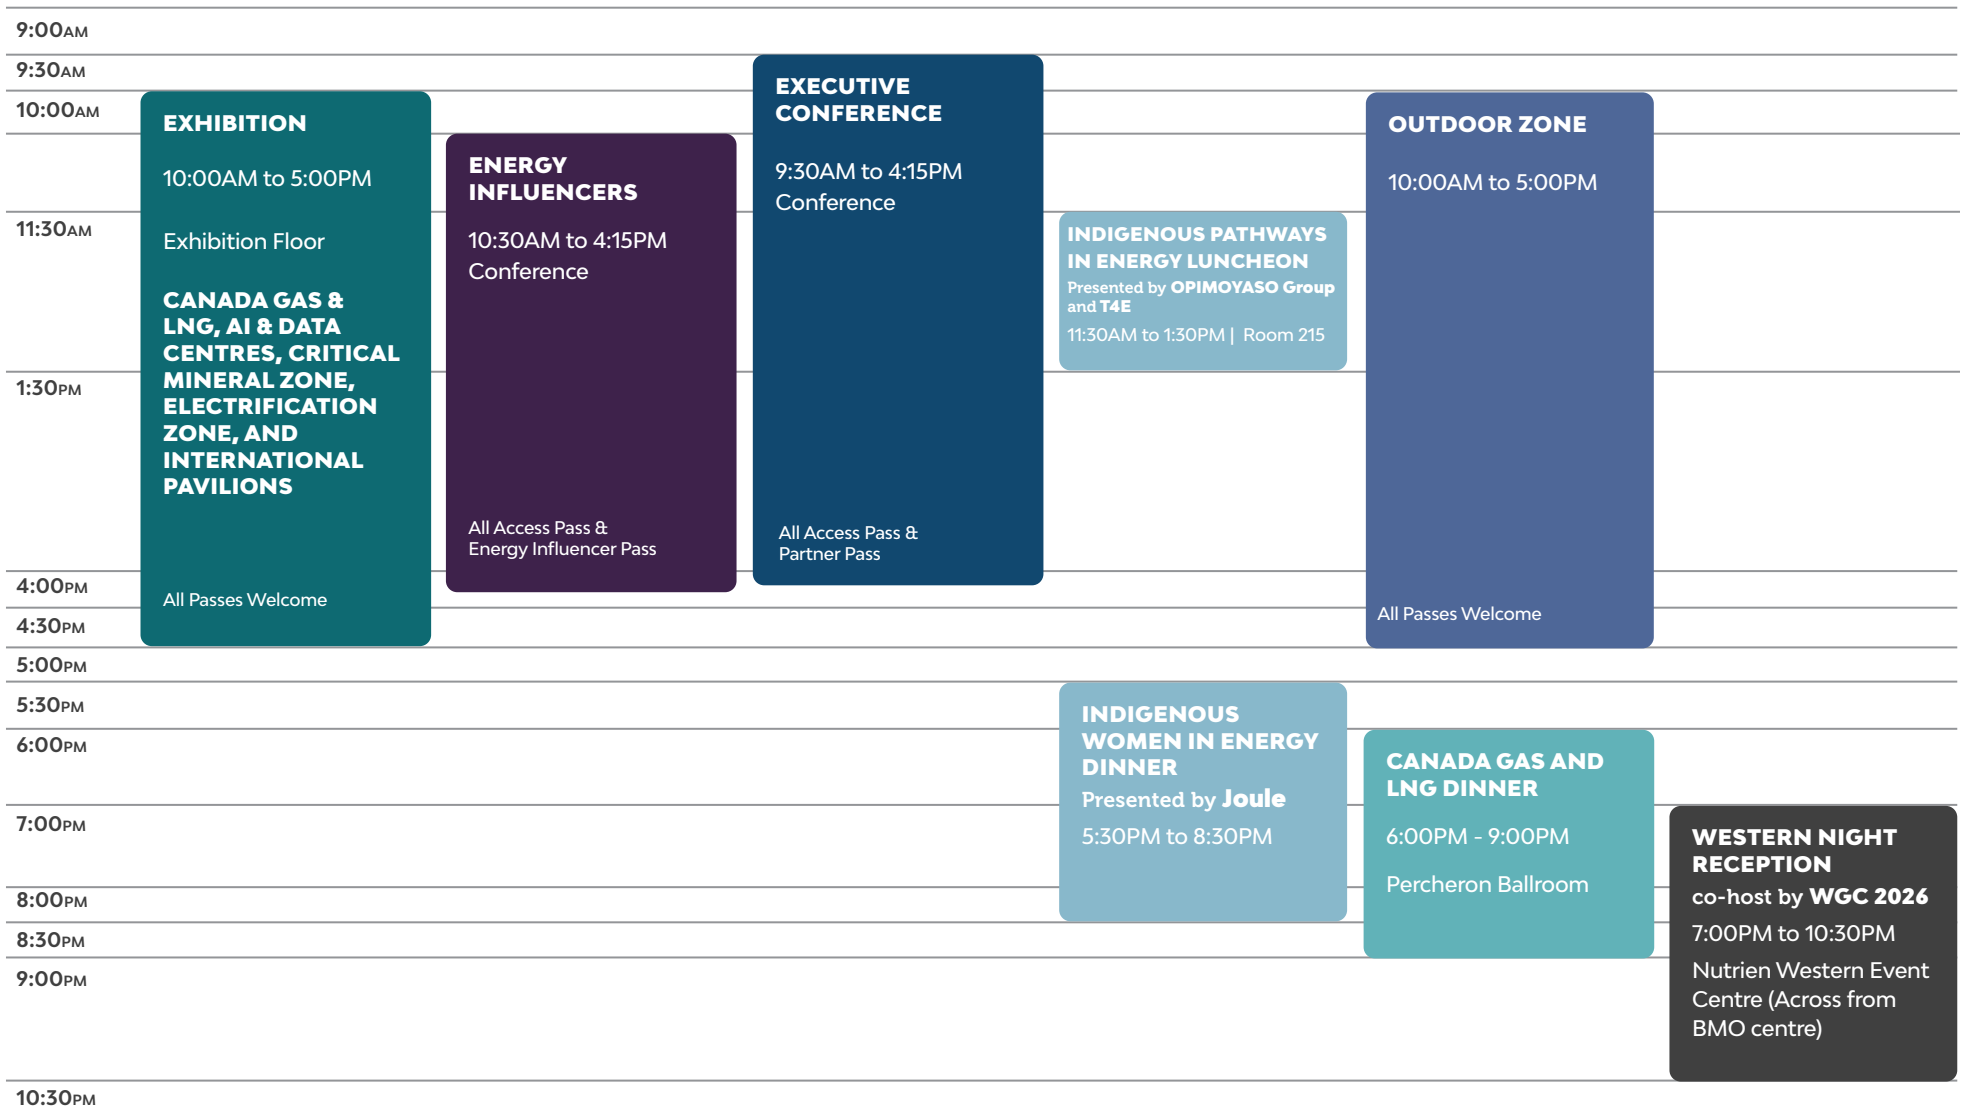 9:00AM
9:30AM
10:00AM
11:30AM
1:30PM
4:00PM
4:30PM
5:00PM
5:30PM
6:00PM
7:00PM
8:00PM
8:30PM
9:00PM
10:30PM
EXHIBITION
10:00AM to 5:00PM
Exhibition Floor
CANADA GAS &
LNG, AI & DATA
CENTRES, CRITICAL
MINERAL ZONE,
ELECTRIFICATION
ZONE, AND
INTERNATIONAL
PAVILIONS
All Passes Welcome
ENERGY
INFLUENCERS
10:30AM to 4:15PM
Conference
All Access Pass &
Energy Influencer Pass
EXECUTIVE
CONFERENCE
9:30AM to 4:15PM
Conference
All Access Pass &
Partner Pass
INDIGENOUS PATHWAYS
IN ENERGY LUNCHEON
Presented by OPIMOYASO Group
and T4E
11:30AM to 1:30PM | Room 215
OUTDOOR ZONE
10:00AM to 5:00PM
All Passes Welcome
INDIGENOUS
WOMEN IN ENERGY
DINNER
Presented by Joule
5:30PM to 8:30PM
CANADA GAS AND
LNG DINNER
6:00PM - 9:00PM
Percheron Ballroom
WESTERN NIGHT
RECEPTION
co-host by WGC 2026
7:00PM to 10:30PM
Nutrien Western Event
Centre (Across from
BMO centre)